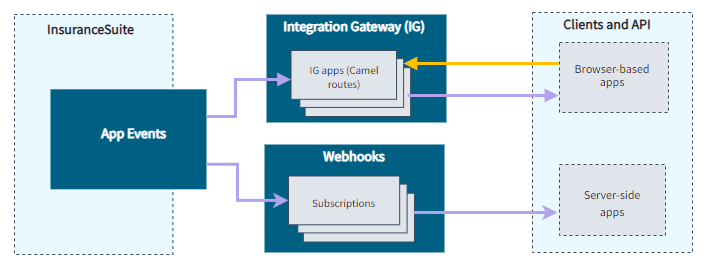 InsuranceSuite
App Events
Integration Gateway (IG)
IG apps (Camel
routes)
Webhooks
Subscriptions
Clients and API
Browser-based
apps
Server-side
apps